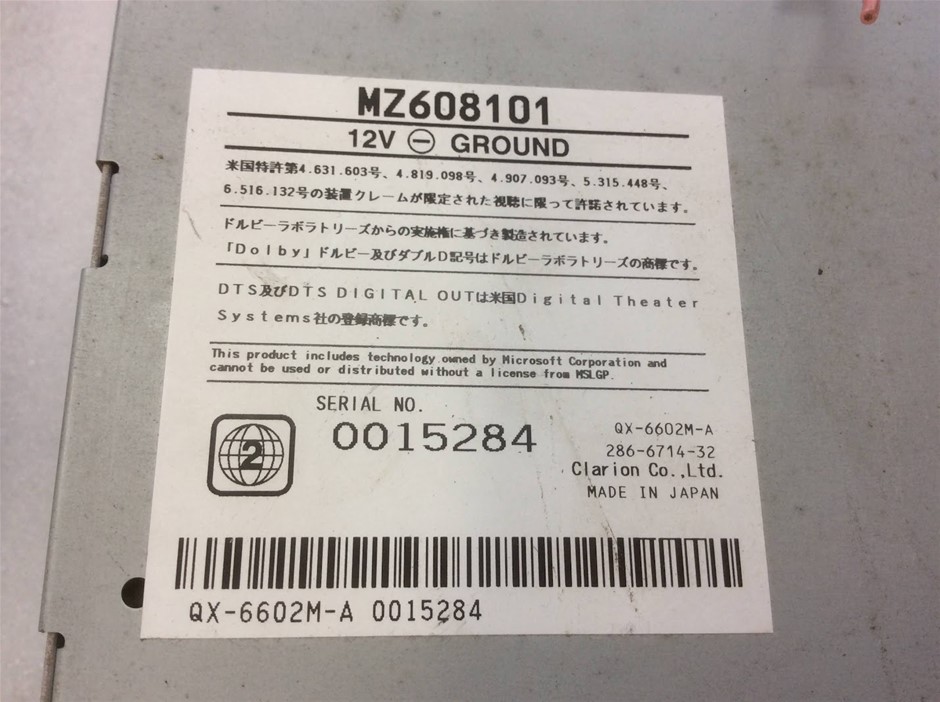 MZ608101
12V ⊖ GROUND
米国特許第4.631.603号、4.819.098号、4.907.093号、5.315.448号、
6.516.132号の装置クレームが限定された視聴に限って許諾されています。
ドルビーラボラトリーズからの実施権に基づき製造されています。
「Dolby」ドルビー及びダブルD記号はドルビーラボラトリーズの商標です。
DTS及びDTS DIGITAL OUTは米国Digital Theater
Systems社の登録商標です。
This product includes technology owned by Microsoft Corporation and
cannot be used or distributed without a license from MSLGP.
SERIAL NO.
0015284
2
QX-6602M-A
286-6714-32
Clarion Co.,Ltd.
MADE IN JAPAN
QX-6602M-A 0015284